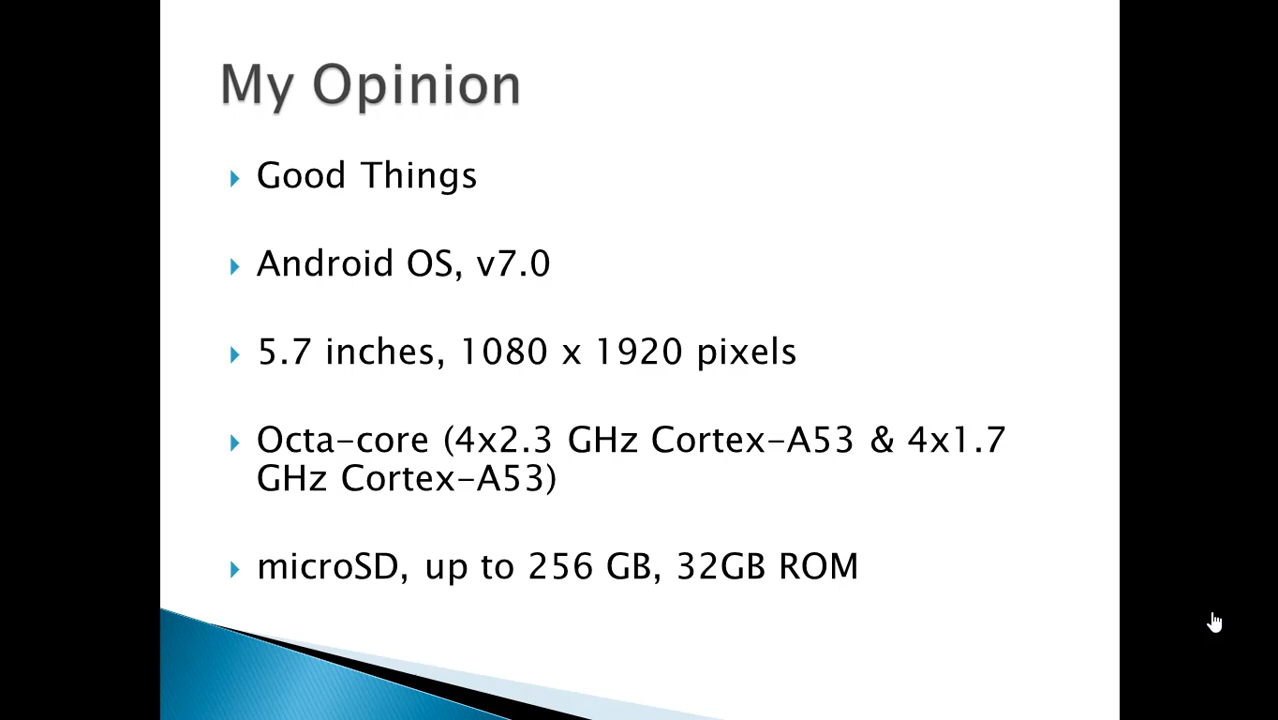 My Opinion
Good Things
Android OS, v7.0
5.7 inches, 1080 x 1920 pixels
Octa-core (4x2.3 GHz Cortex-A53 & 4x1.7
GHz Cortex-A53)
microSD, up to 256 GB, 32GB ROM